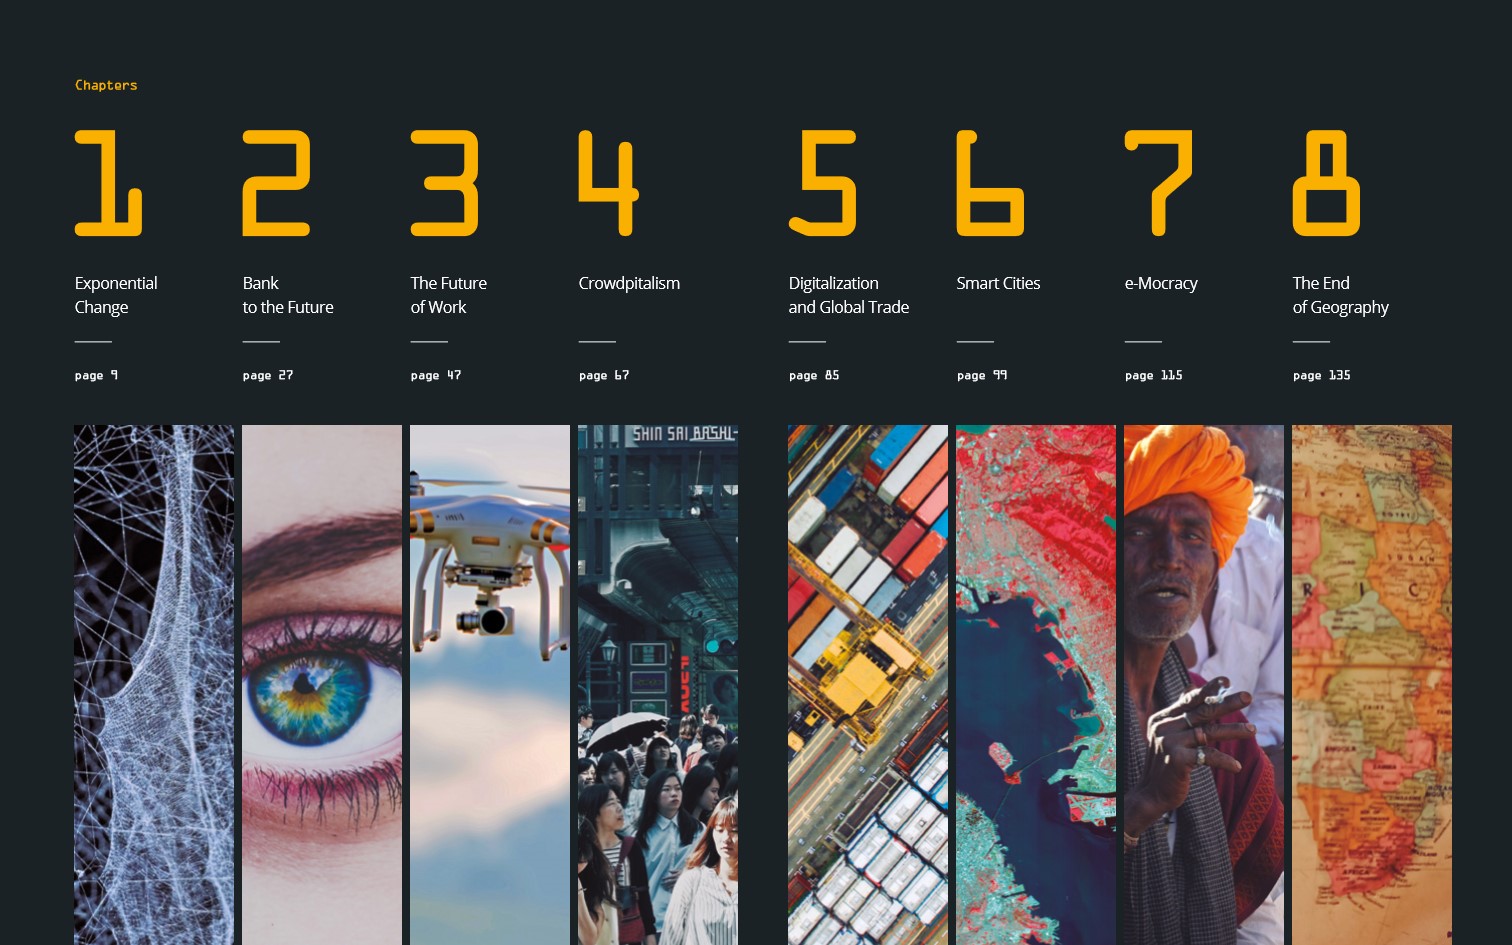 Chapters
1
2
3
4
5
6
7
8
Exponential
Change
Bank
to the Future
The Future
of Work
Crowdpitalism
Digitalization
and Global Trade
Smart Cities
e-Mocracy
The End
of Geography
page 9
page 27
page 47
page 67
page 85
page 99
page 115
page 135
SHIN SAI BASHI-